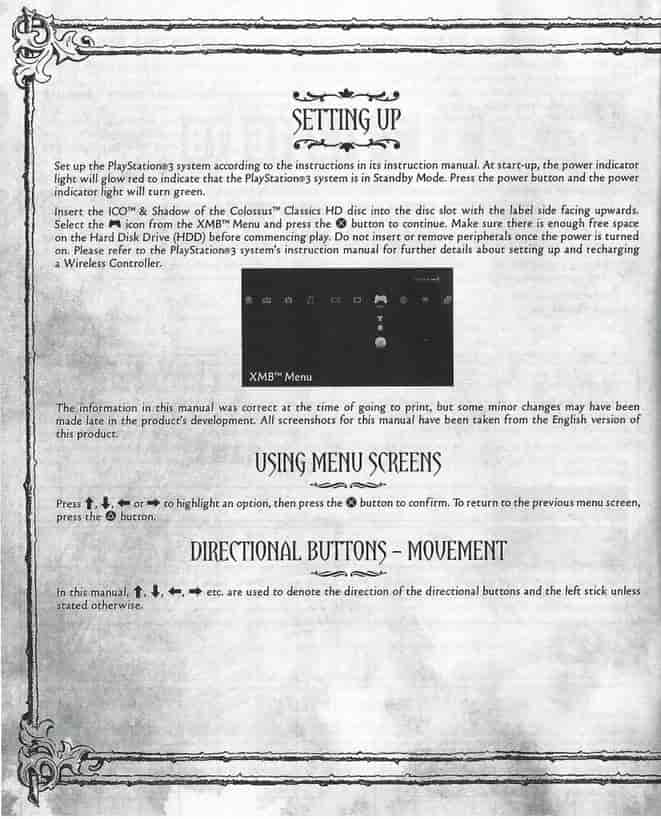 SETTING UP
Set up the PlayStation®3 system according to the instructions in its instruction manual. At start-up, the power indicator
light will glow red to indicate that the PlayStation®3 system is in Standby Mode. Press the power button and the power
indicator light will turn green.
Insert the ICO™ & Shadow of the Colossus™ Classics HD disc into the disc slot with the label side facing upwards.
Select the icon from the XMB™ Menu and press the ⊗ button to continue. Make sure there is enough free space
on the Hard Disk Drive (HDD) before commencing play. Do not insert or remove peripherals once the power is turned
on. Please refer to the PlayStation®3 system's instruction manual for further details about setting up and recharging
a Wireless Controller.
XMB™ Menu
The information in this manual was correct at the time of going to print, but some minor changes may have been
made late in the product's development. All screenshots for this manual have been taken from the English version of
this product.
USING MENU SCREENS
Press ↑, ↓, ← or → to highlight an option, then press the ⊗ button to confirm. To return to the previous menu screen,
press the button.
DIRECTIONAL BUTTONS – MOVEMENT
In this manual, ↑, ↓, ←, → etc. are used to denote the direction of the directional buttons and the left stick unless
stated otherwise.